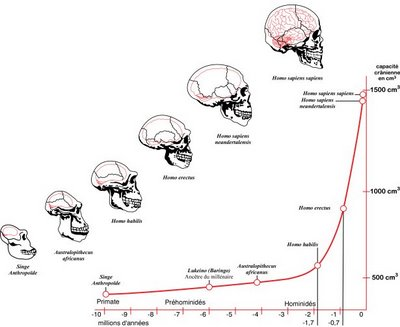 Homo sapiens sapiens
capacité
crânienne
en cm³
1500 cm³
Homo sapiens sapiens
Homo sapiens
neandertalensis
Homo sapiens
neandertalensis
Homo erectus
Homo habilis
1000 cm³
Homo erectus
Australopithecus
africanus
Singe
Anthropoïde
Homo habilis
Lukeino (Baringo)
Ancêtre du millénaire
Australopithecus
africanus
500 cm³
Singe
Anthropoïde
Primate
Préhominidés
Hominidés
-10 -9 -8 -7 -6 -5 -4 -3 -2 -1 0
millions d'années
-1,7 -0,7